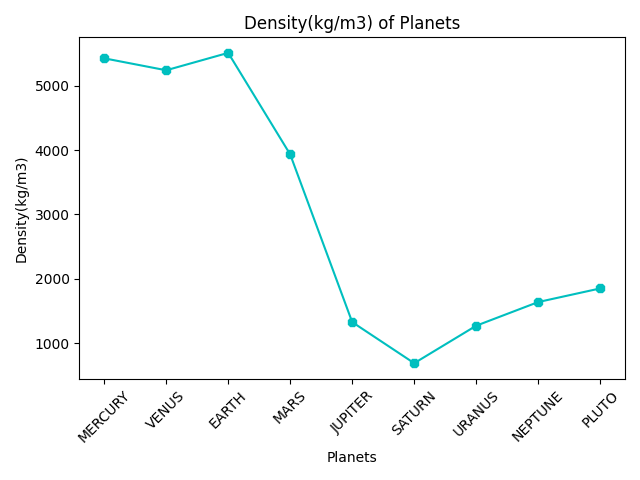 Density(kg/m3) of Planets
Density(kg/m3)
5000
4000
3000
2000
1000
MERCURY
VENUS
EARTH
MARS
JUPITER
SATURN
URANUS
NEPTUNE
PLUTO
Planets